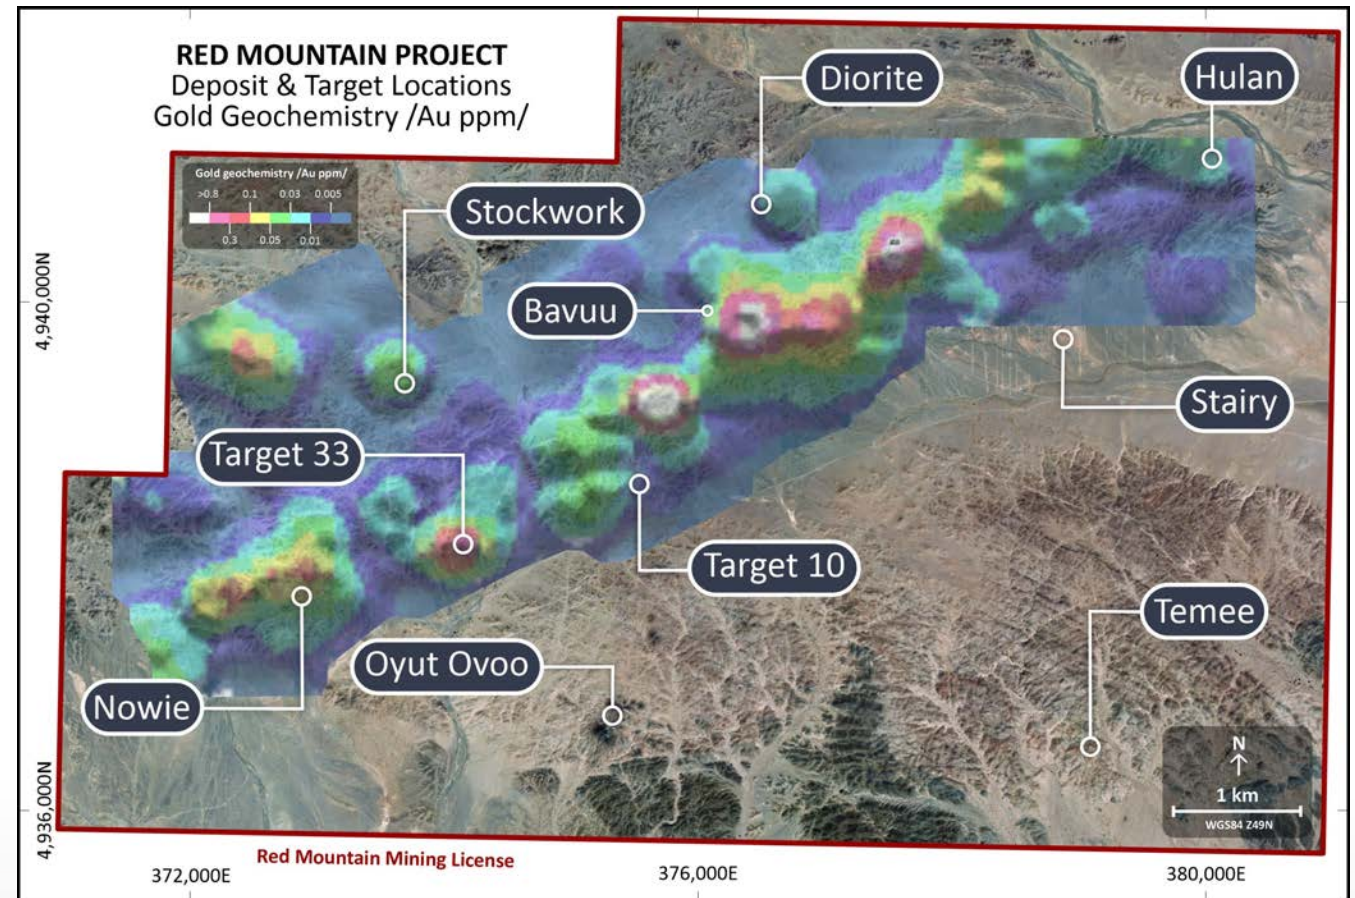 RED MOUNTAIN PROJECT
Deposit & Target Locations
Gold Geochemistry /Au ppm/
Diorite
Hulan
Gold geochemistry /Au ppm/
>0.8 0.1 0.03 0.005
0.3 0.05 0.01
Stockwork
Bavuu
Stairy
Target 33
Target 10
Temee
Oyut Ovoo
Nowie
N
1 km
WGS84 Z49N
4,940,000N
4,936,000N
Red Mountain Mining License
372,000E
376,000E
380,000E